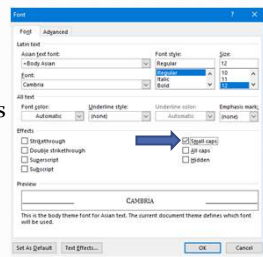 Font ? X
Font Advanced
Latin text
Asian text font: Font style: Size:
+Body Asian Regular 12
Font: Regular 10
Cambria Italic 11
Bold 12
All text
Font color: Underline style: Underline color: Emphasis mark:
Automatic (none) Automatic (none)
Effects
Strikethrough Small caps
Double strikethrough All caps
Superscript Hidden
Subscript
Preview
CAMBRIA
This is the body theme font for Asian text. The current document theme defines which font
will be used.
Set As Default Text Effects... OK Cancel
s